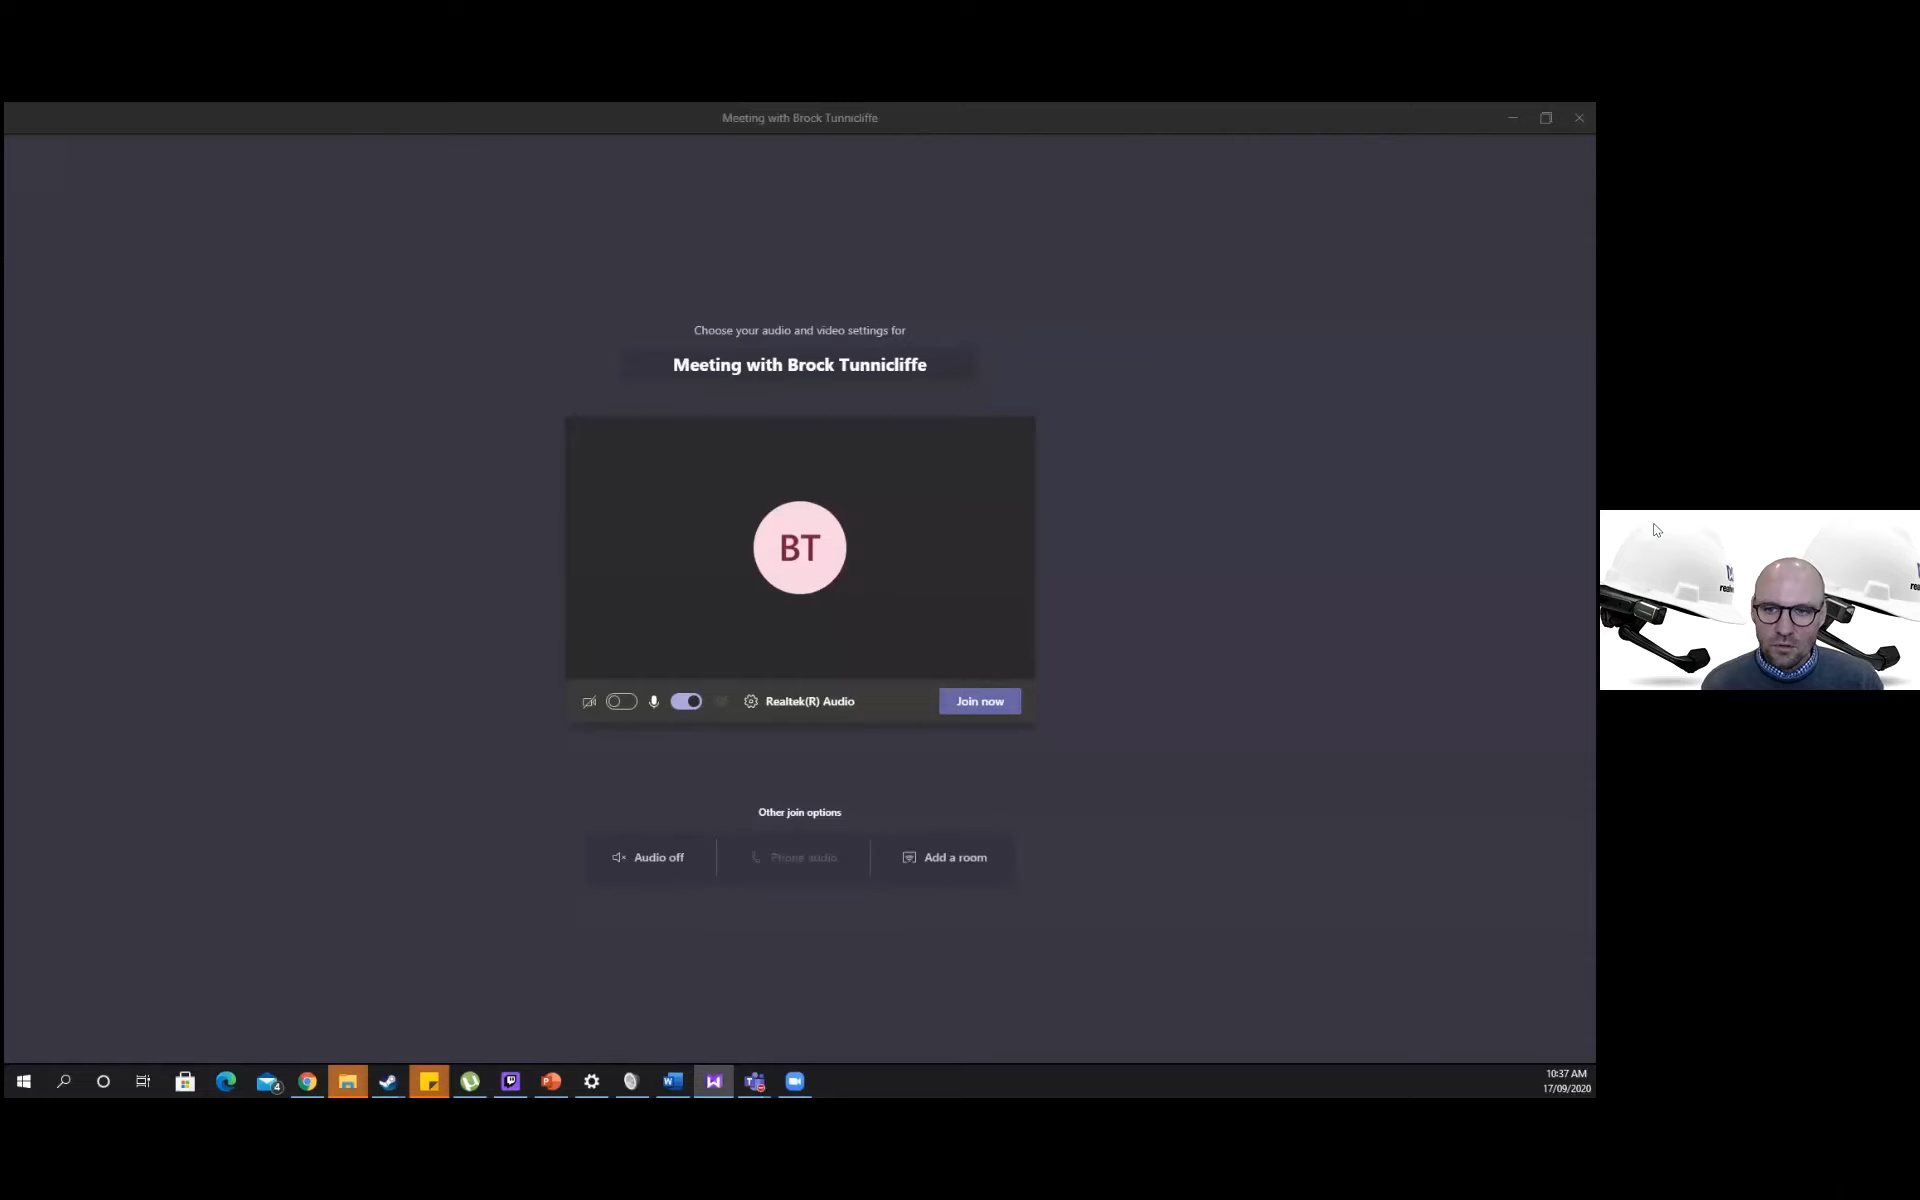 Meeting with Brock Tunnicliffe
Choose your audio and video settings for
Meeting with Brock Tunnicliffe
BT
Realtek(R) Audio
Join now
Other join options
Audio off
Phone audio
Add a room
4
10:37 AM
17/09/2020